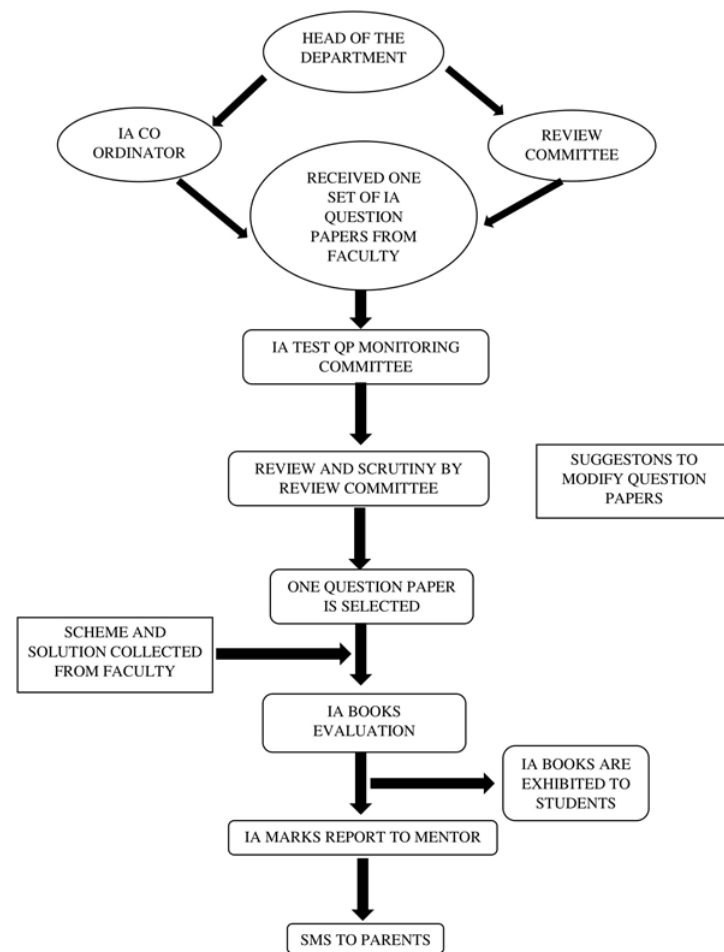 HEAD OF THE
DEPARTMENT
IA CO
ORDINATOR
REVIEW
COMMITTEE
RECEIVED ONE
SET OF IA
QUESTION
PAPERS FROM
FACULTY
IA TEST QP MONITORING
COMMITTEE
REVIEW AND SCRUTINY BY
REVIEW COMMITTEE
SUGGESTONS TO
MODIFY QUESTION
PAPERS
ONE QUESTION PAPER
IS SELECTED
SCHEME AND
SOLUTION COLLECTED
FROM FACULTY
IA BOOKS
EVALUATION
IA BOOKS ARE
EXHIBITED TO
STUDENTS
IA MARKS REPORT TO MENTOR
SMS TO PARENTS